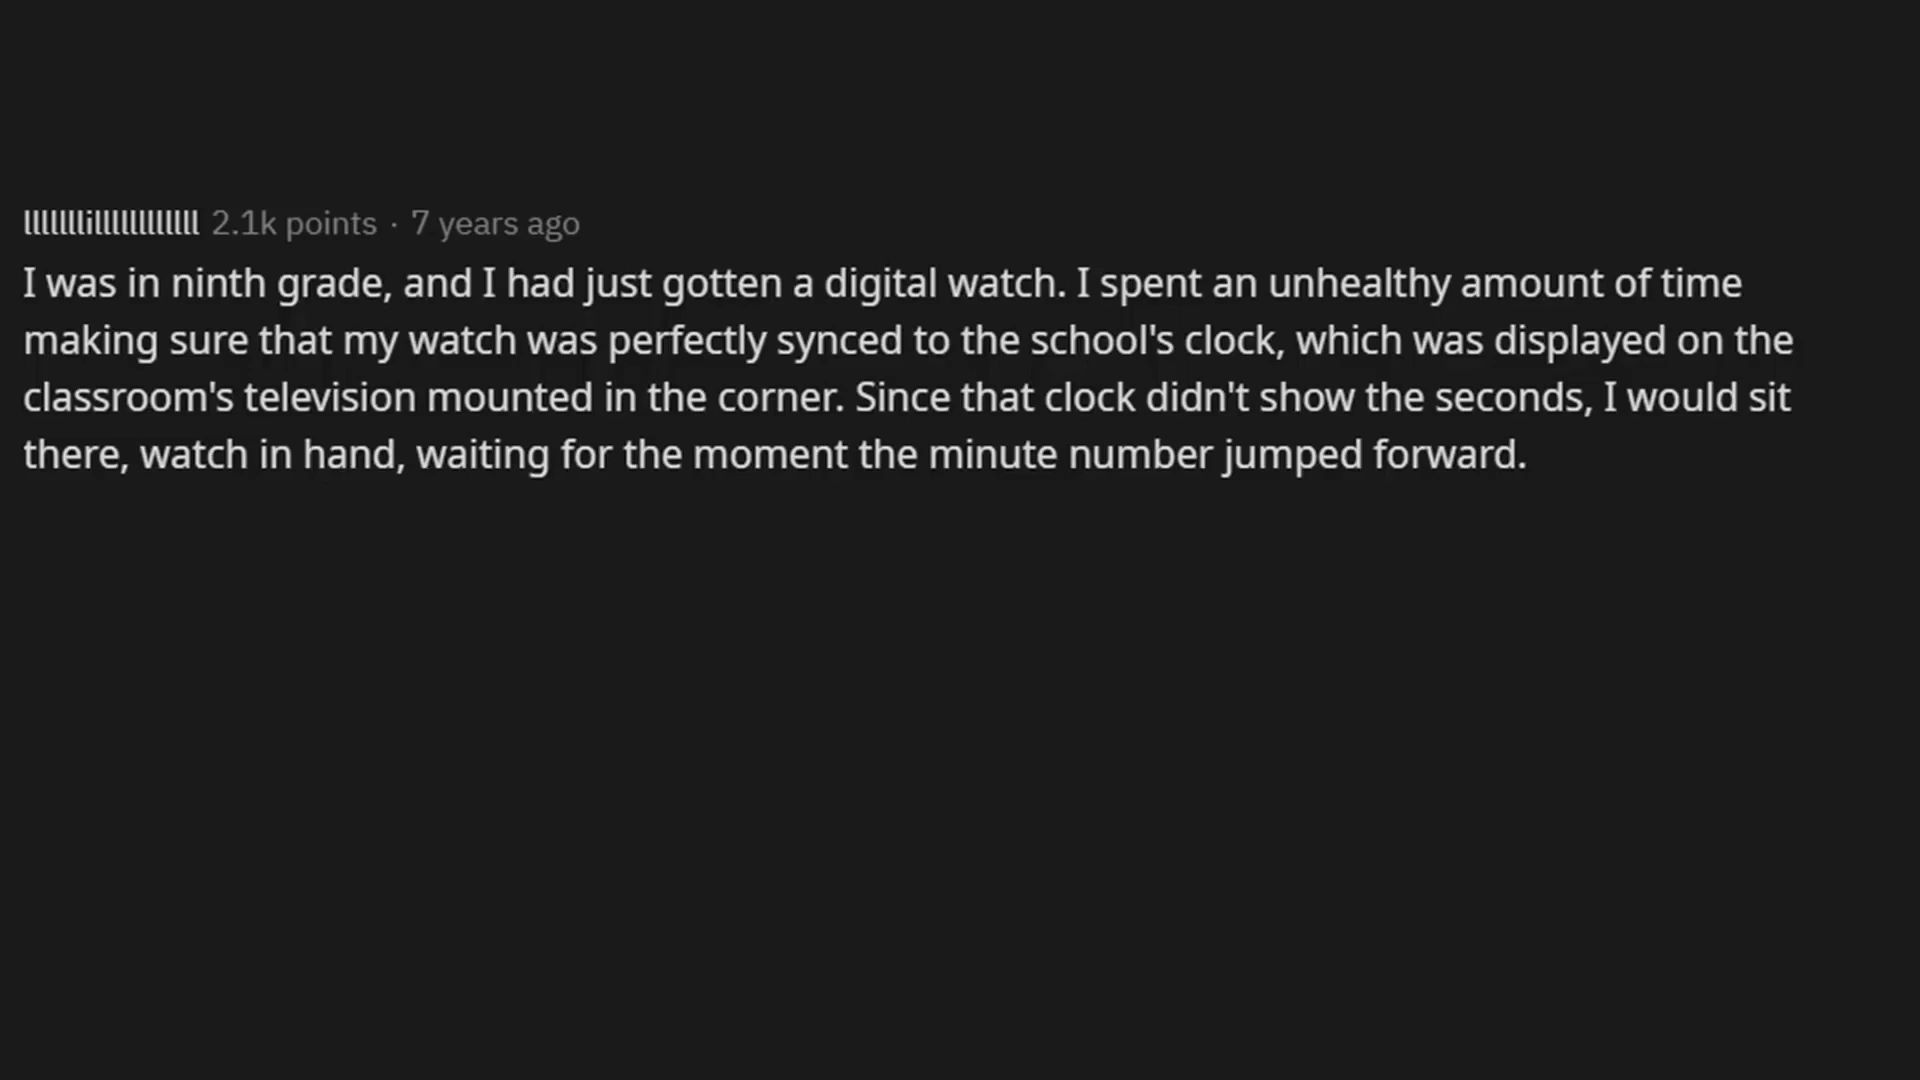 2.1k points · 7 years ago
I was in ninth grade, and I had just gotten a digital watch. I spent an unhealthy amount of time
making sure that my watch was perfectly synced to the school's clock, which was displayed on the
classroom's television mounted in the corner. Since that clock didn't show the seconds, I would sit
there, watch in hand, waiting for the moment the minute number jumped forward.